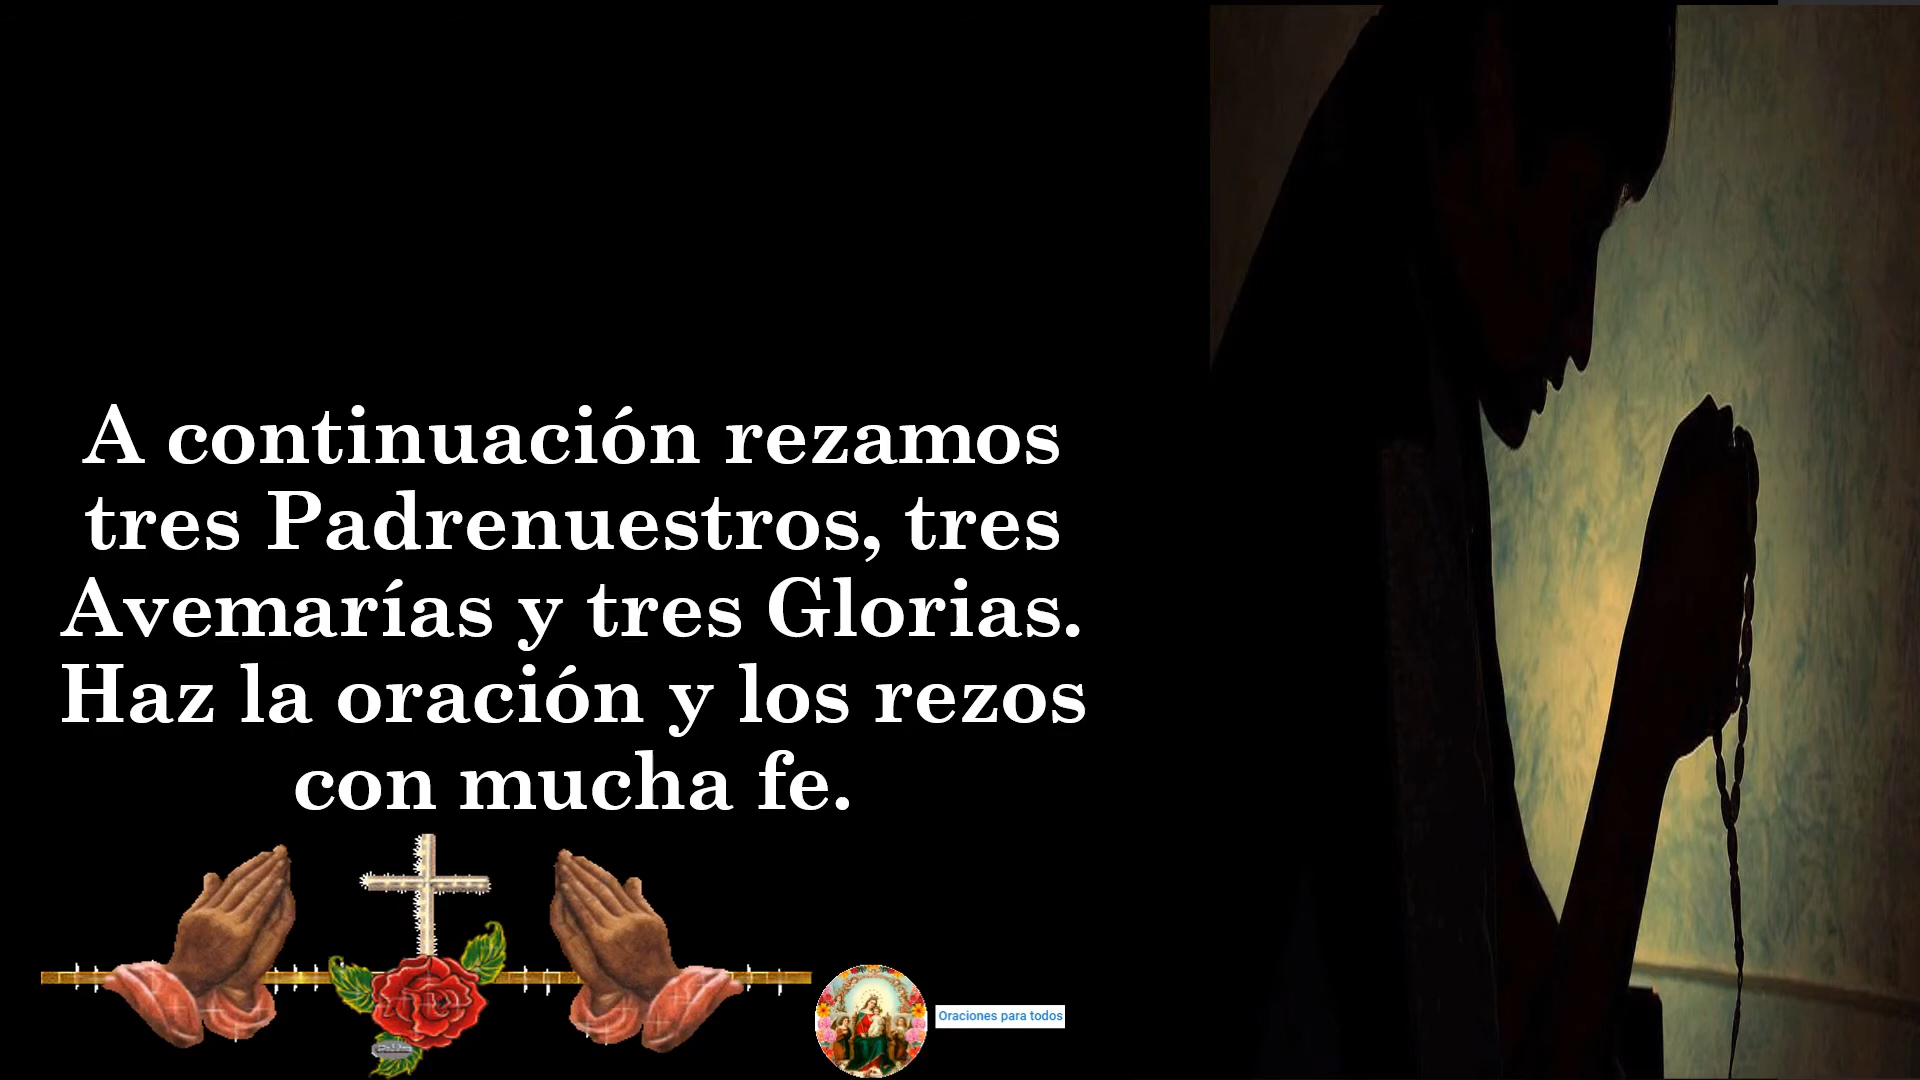 A continuación rezamos
tres Padrenuestros, tres
Avemarías y tres Glorias.
Haz la oración y los rezos
con mucha fe.
Oraciones para todos